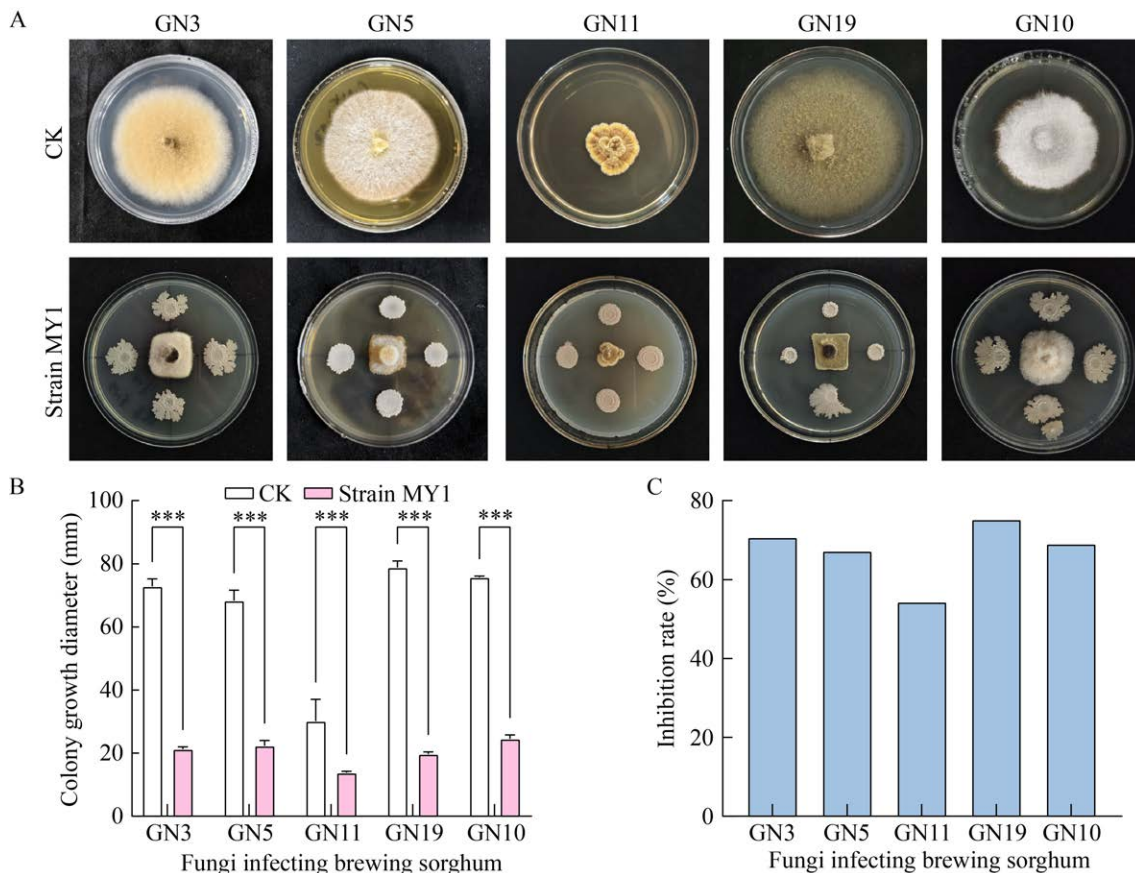 A
GN3 GN5 GN11 GN19 GN10
CK
Strain MY1
B
CK Strain MY1
*** *** *** *** ***
Colony growth diameter (mm)
100
80
60
40
20
0
GN3 GN5 GN11 GN19 GN10
Fungi infecting brewing sorghum
C
Inhibition rate (%)
80
60
40
20
0
GN3 GN5 GN11 GN19 GN10
Fungi infecting brewing sorghum